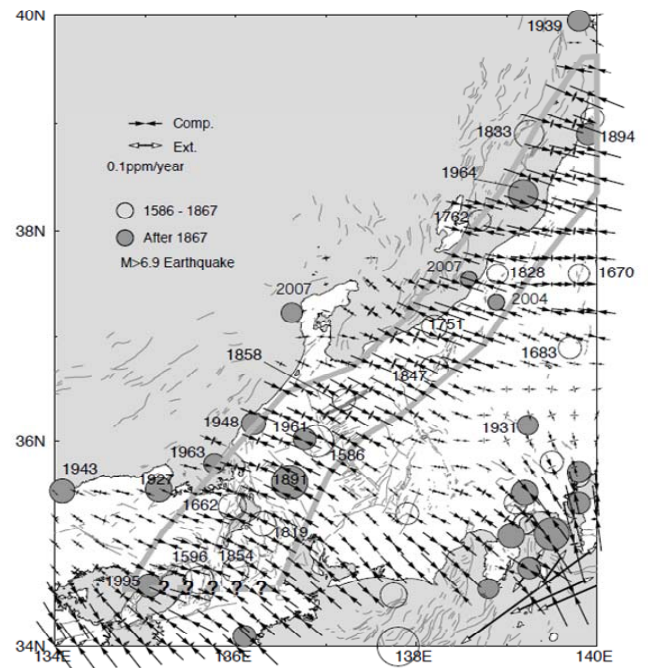 40N
1939
Comp.
Ext.
0.1ppm/year
1833
1894
1964
1586 - 1867
After 1867
M>6.9 Earthquake
38N
1762
2007
1828
1670
2007
2004
1751
1683
1858
1847
1948
1961
1931
36N
1586
1963
1943
1927
1891
1662
1819
1596
1854
1995
? ? ? ? ?
34N
134E
136E
138E
140E